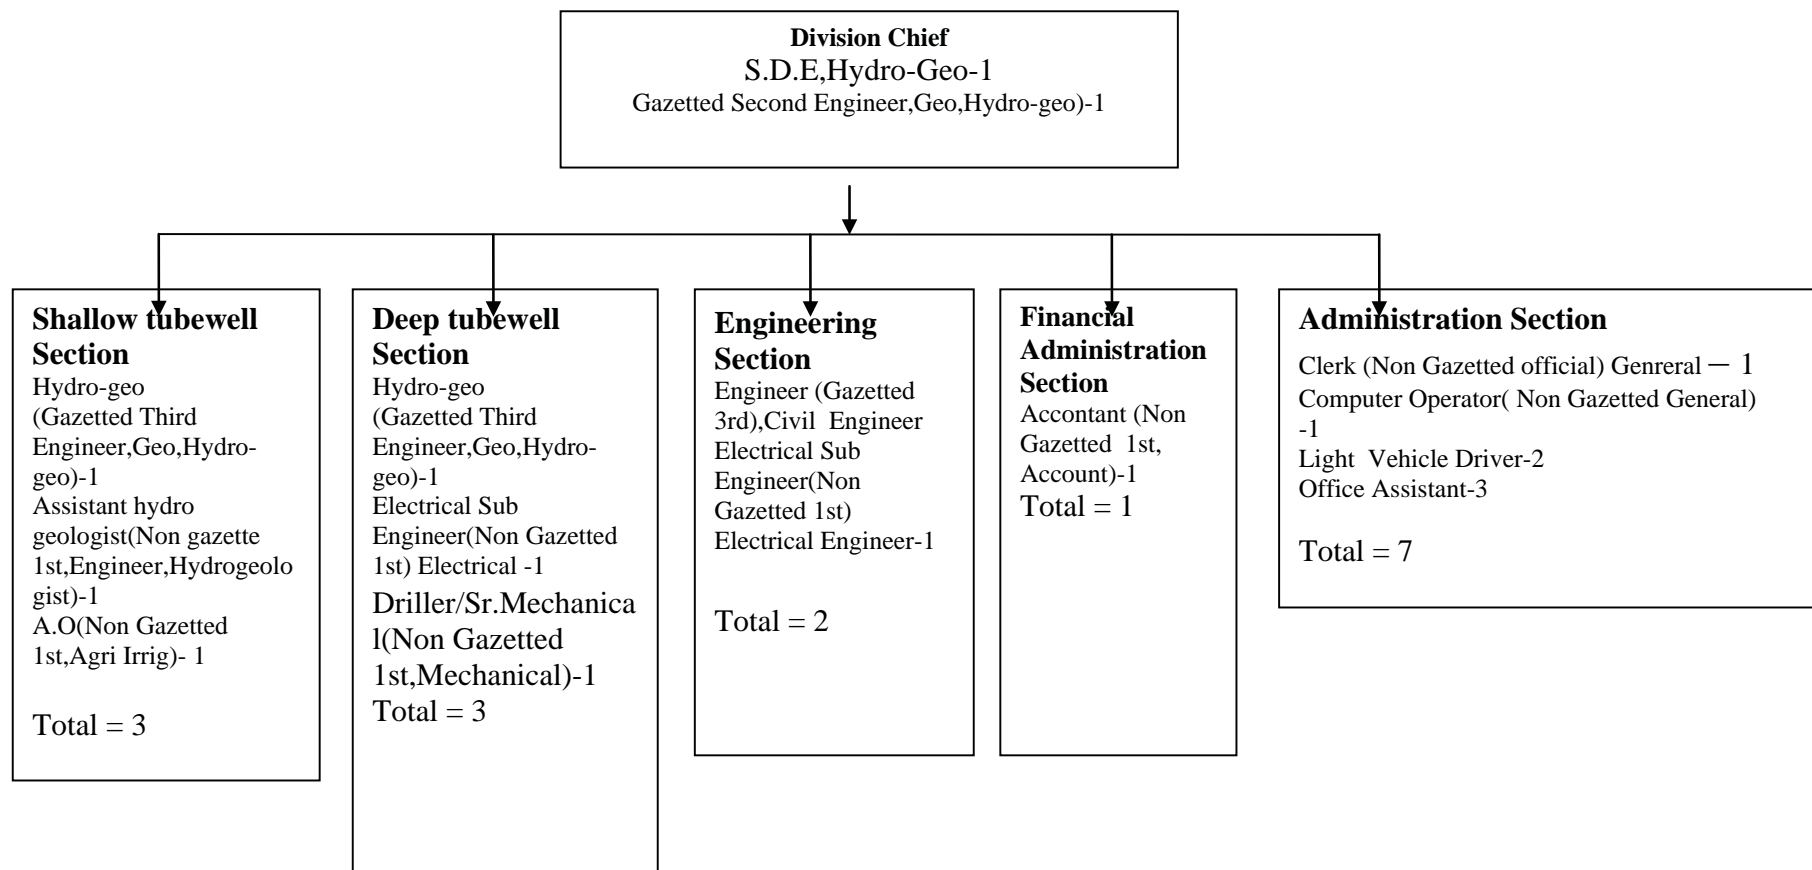 Division Chief
S.D.E,Hydro-Geo-1
Gazetted Second Engineer,Geo,Hydro-geo)-1
Shallow tubewell
Section
Hydro-geo
(Gazetted Third
Engineer,Geo,Hydro-
geo)-1
Assistant hydro
geologist(Non gazette
1st,Engineer,Hydrogeolo
gist)-1
A.O(Non Gazetted
1st,Agri Irrig)- 1
Total = 3
Deep tubewell
Section
Hydro-geo
(Gazetted Third
Engineer,Geo,Hydro-
geo)-1
Electrical Sub
Engineer(Non Gazetted
1st) Electrical -1
Driller/Sr.Mechanica
l(Non Gazetted
1st,Mechanical)-1
Total = 3
Engineering
Section
Engineer (Gazetted
3rd),Civil Engineer
Electrical Sub
Engineer(Non
Gazetted 1st)
Electrical Engineer-1
Total = 2
Financial
Administration
Section
Accontant (Non
Gazetted 1st,
Account)-1
Total = 1
Administration Section
Clerk (Non Gazetted official) Genreral – 1
Computer Operator( Non Gazetted General)
-1
Light Vehicle Driver-2
Office Assistant-3
Total = 7